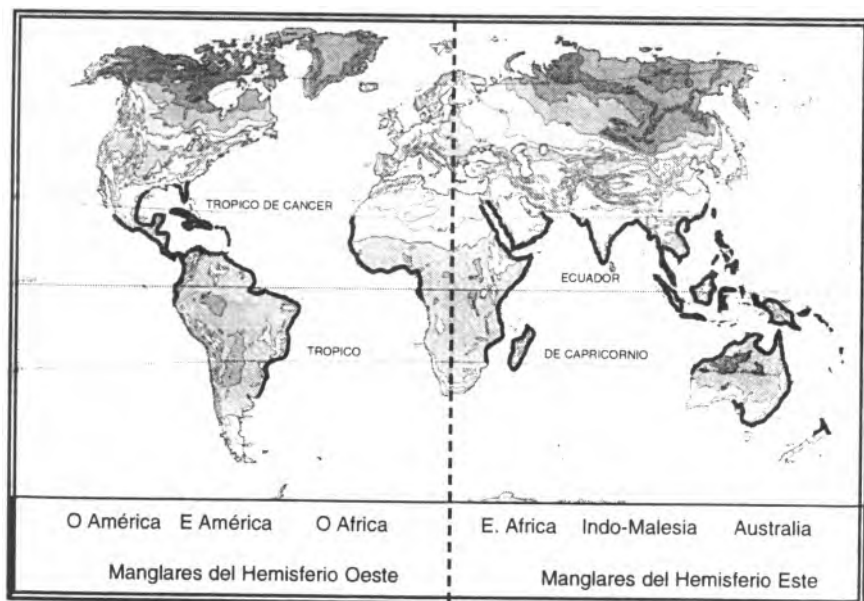 TROPICO DE CANCER
ECUADOR
TROPICO
DE CAPRICORNIO
O América E América O Africa E. Africa Indo-Malesia Australia
Manglares del Hemisferio Oeste Manglares del Hemisferio Este